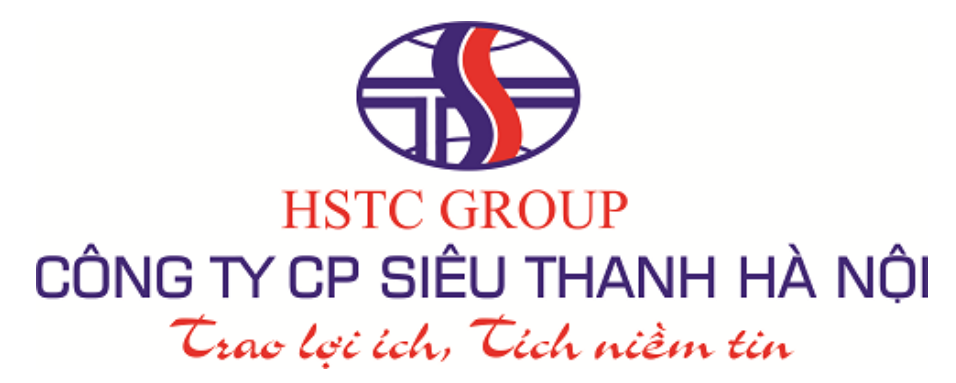 HSTC GROUP
CÔNG TY CP SIÊU THANH HÀ NỘI
Trao lợi ích, Tích niềm tin